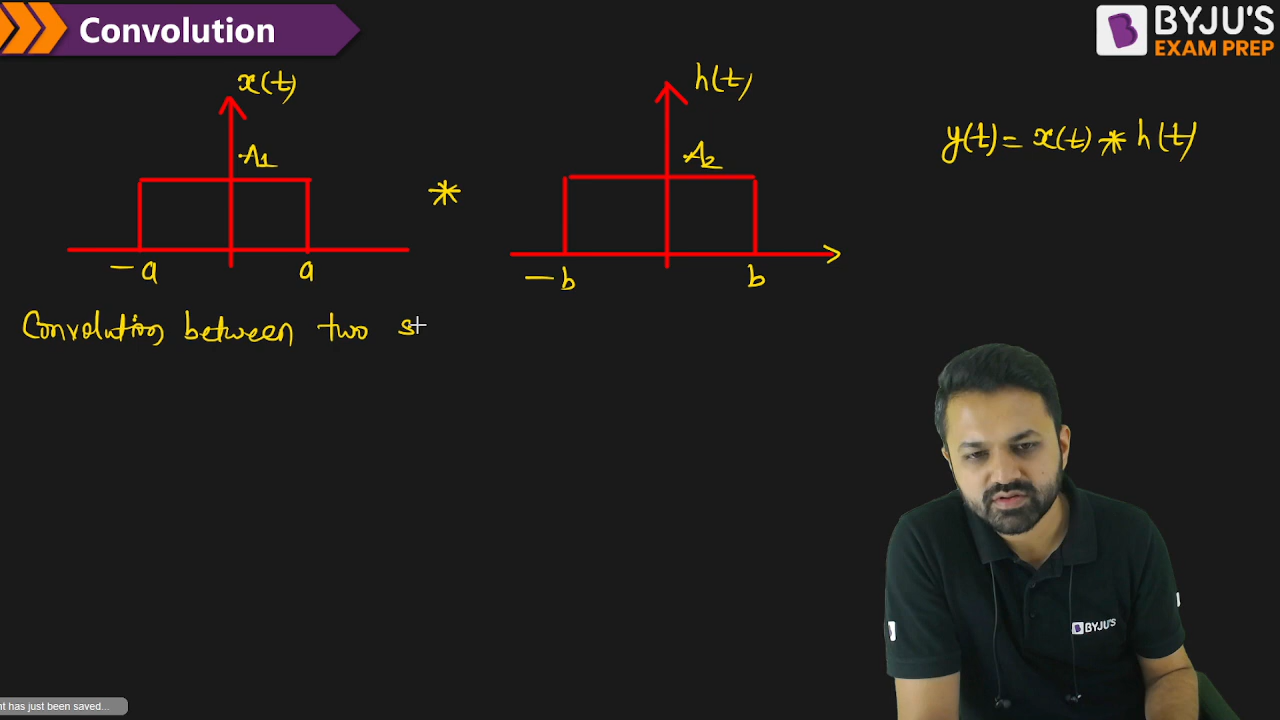 Convolution
BYJU'S
EXAM PREP
x(t)
A1
-a
a
*
h(t)
A2
-b
b
y(t) = x(t) * h(t)
Convolution between two s
BYJU'S
nt has just been saved...